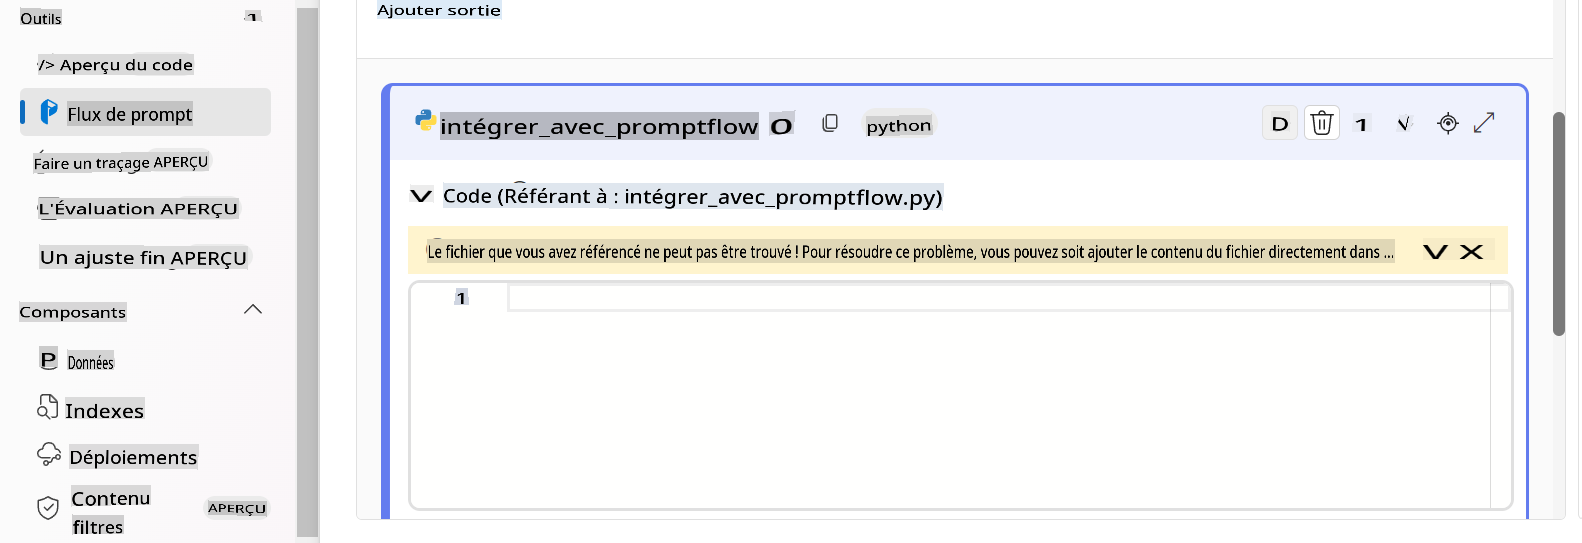 Outils
/> Aperçu du code
Flux de prompt
Faire un traçage APERÇU
L'Évaluation APERÇU
Un ajuste fin APERÇU
Composants
P Données
Indexes
Déploiements
Contenu
filtres APERÇU
Ajouter sortie
intégrer_avec_promptflow O python D 1 √
Code (Référant à : intégrer_avec_promptflow.py)
Le fichier que vous avez référencé ne peut pas être trouvé ! Pour résoudre ce problème, vous pouvez soit ajouter le contenu du fichier directement dans ...
1